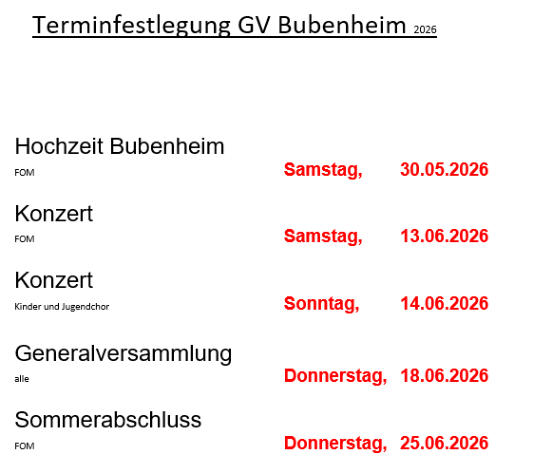 Terminfestlegung GV Bubenheim 2026
Hochzeit Bubenheim
FOM Samstag, 30.05.2026
Konzert
FOM Samstag, 13.06.2026
Konzert
Kinder und Jugendchor Sonntag, 14.06.2026
Generalversammlung
alle Donnerstag, 18.06.2026
Sommerabschluss
FOM Donnerstag, 25.06.2026